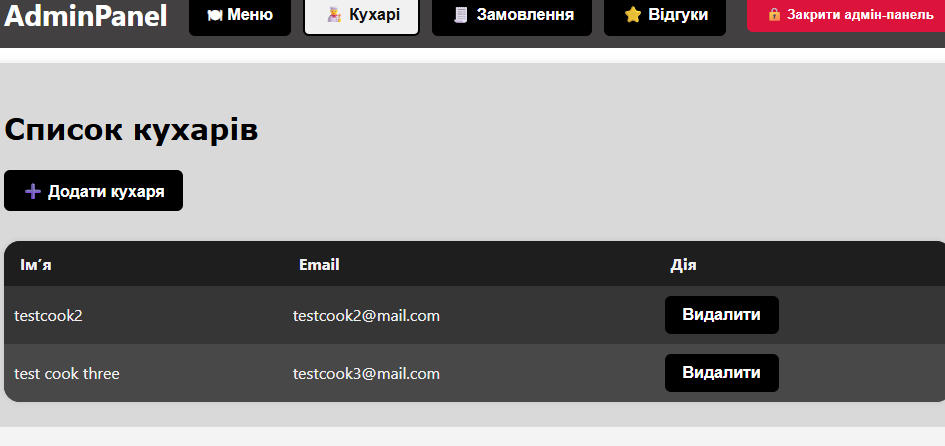 AdminPanel 🍽 Меню 👩‍🍳 Кухарі 🧾 Замовлення ⭐ Відгуки 🔒 Закрити адмін-панель
Список кухарів
➕ Додати кухаря
Ім´я Email Дія
testcook2 testcook2@mail.com Видалити
test cook three testcook3@mail.com Видалити